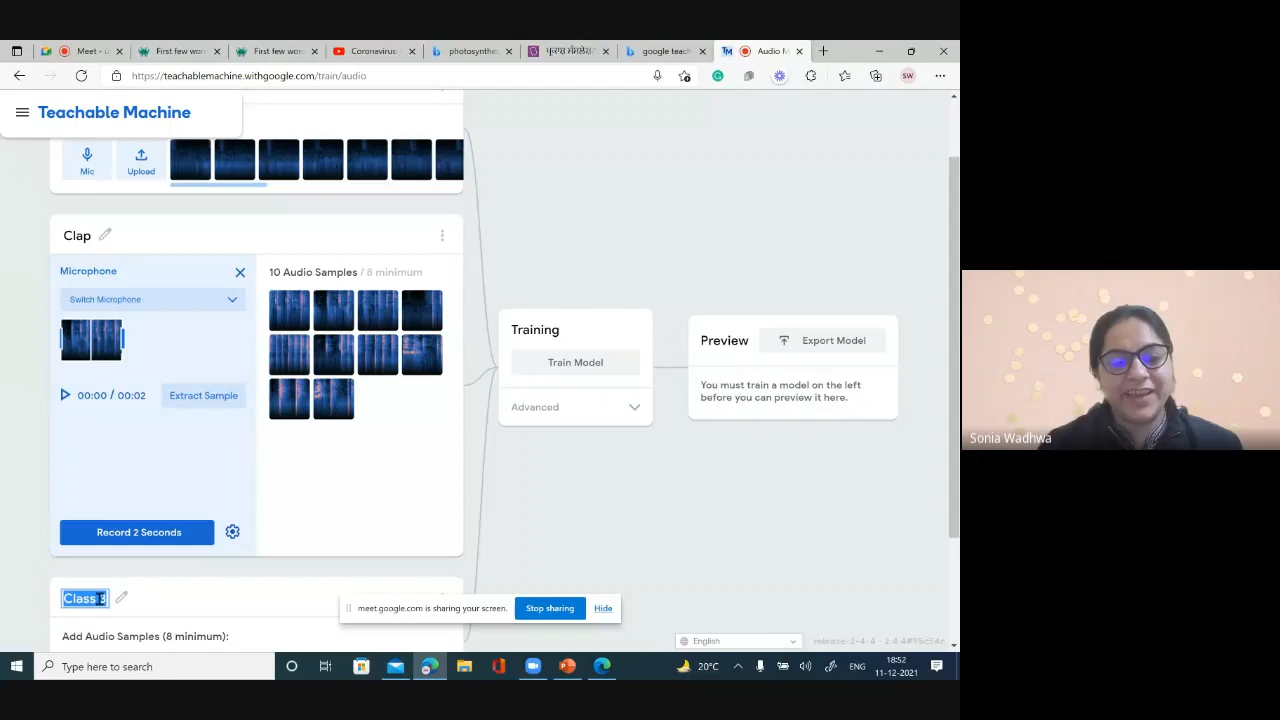 Meet - u
First few wor
First few wor
Coronavirus:
photosynthe
google teach
Audio M
https://teachablemachine.withgoogle.com/train/audio
SW
Teachable Machine
Mic
Upload
Clap
Microphone
10 Audio Samples / 8 minimum
Switch Microphone
Training
Preview
Export Model
Train Model
You must train a model on the left
before you can preview it here.
00:00 / 00:02
Extract Sample
Advanced
Sonia Wadhwa
Record 2 Seconds
Class 3
meet.google.com is sharing your screen.
Stop sharing
Hide
Add Audio Samples (8 minimum):
English
Type here to search
20°C
ENG
18:52
11-12-2021